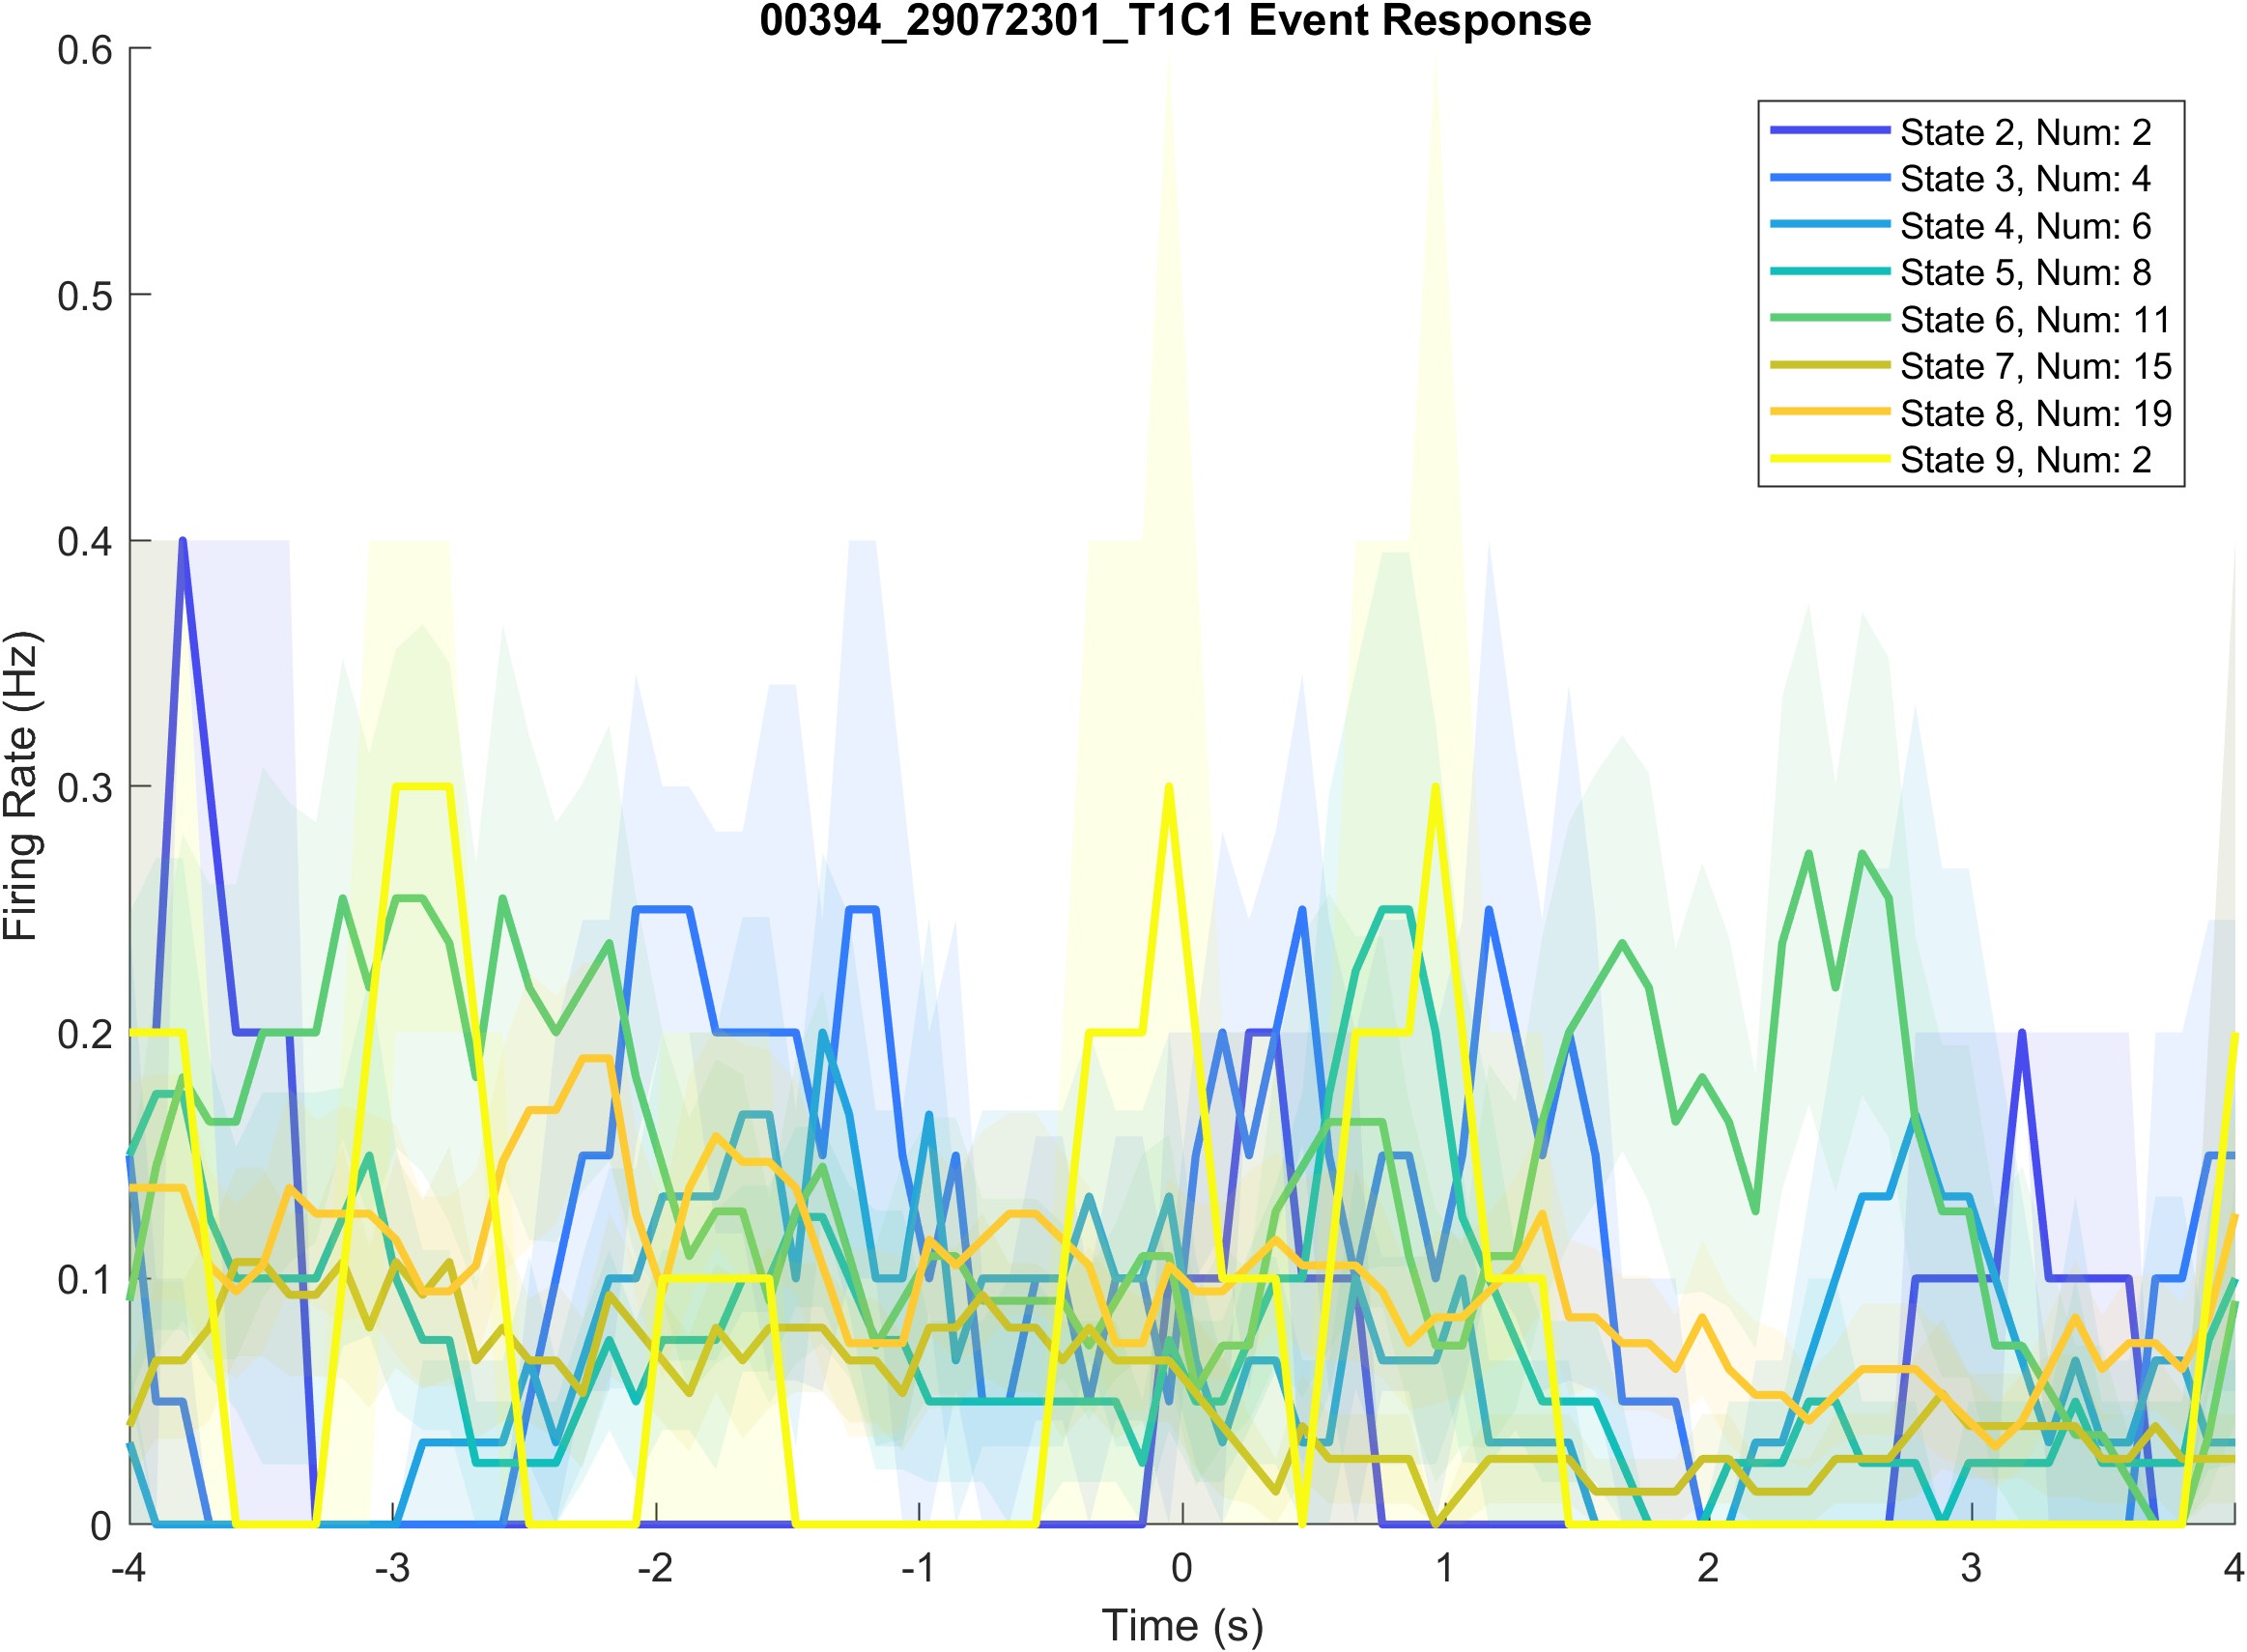 00394_29072301_T1C1 Event Response
0.6
0.5
0.4
0.3
0.2
0.1
0
Firing Rate (Hz)
State 2, Num: 2
State 3, Num: 4
State 4, Num: 6
State 5, Num: 8
State 6, Num: 11
State 7, Num: 15
State 8, Num: 19
State 9, Num: 2
-4 -3 -2 -1 0 1 2 3 4
Time (s)